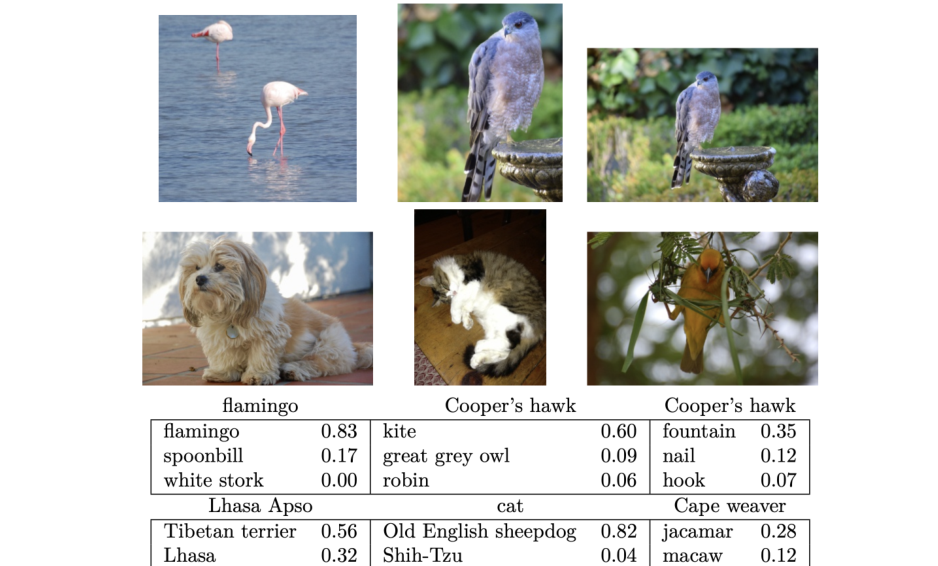 flamingo Cooper's hawk Cooper's hawk
flamingo 0.83 kite 0.60 fountain 0.35
spoonbill 0.17 great grey owl 0.09 nail 0.12
white stork 0.00 robin 0.06 hook 0.07
Lhasa Apso cat Cape weaver
Tibetan terrier 0.56 Old English sheepdog 0.82 jacamar 0.28
Lhasa 0.32 Shih-Tzu 0.04 macaw 0.12